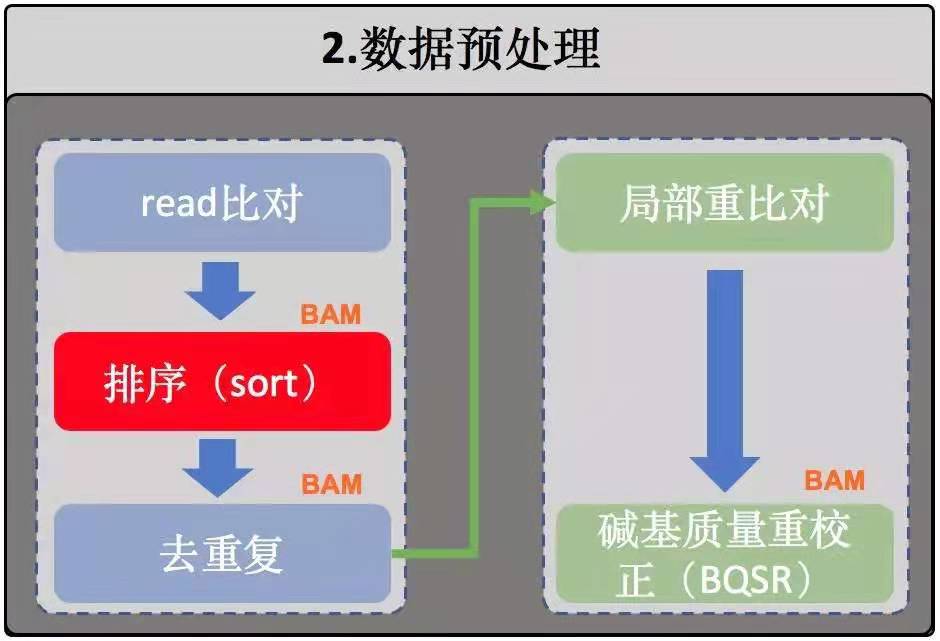 2.数据预处理
read比对
BAM
排序（sort）
BAM
去重复
局部重比对
BAM
碱基质量重校
正（BQSR）